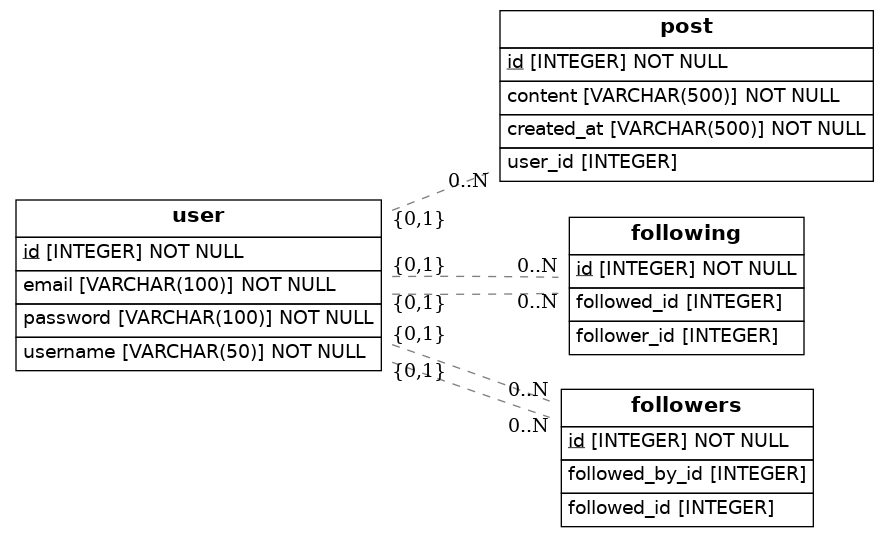 post
id [INTEGER] NOT NULL
content [VARCHAR(500)] NOT NULL
created_at [VARCHAR(500)] NOT NULL
user_id [INTEGER]
0..N
{0,1}
user
id [INTEGER] NOT NULL
email [VARCHAR(100)] NOT NULL
password [VARCHAR(100)] NOT NULL
username [VARCHAR(50)] NOT NULL
{0,1}
0..N
{0,1}
0..N
following
id [INTEGER] NOT NULL
followed_id [INTEGER]
follower_id [INTEGER]
{0,1}
0..N
{0,1}
0..N
followers
id [INTEGER] NOT NULL
followed_by_id [INTEGER]
followed_id [INTEGER]